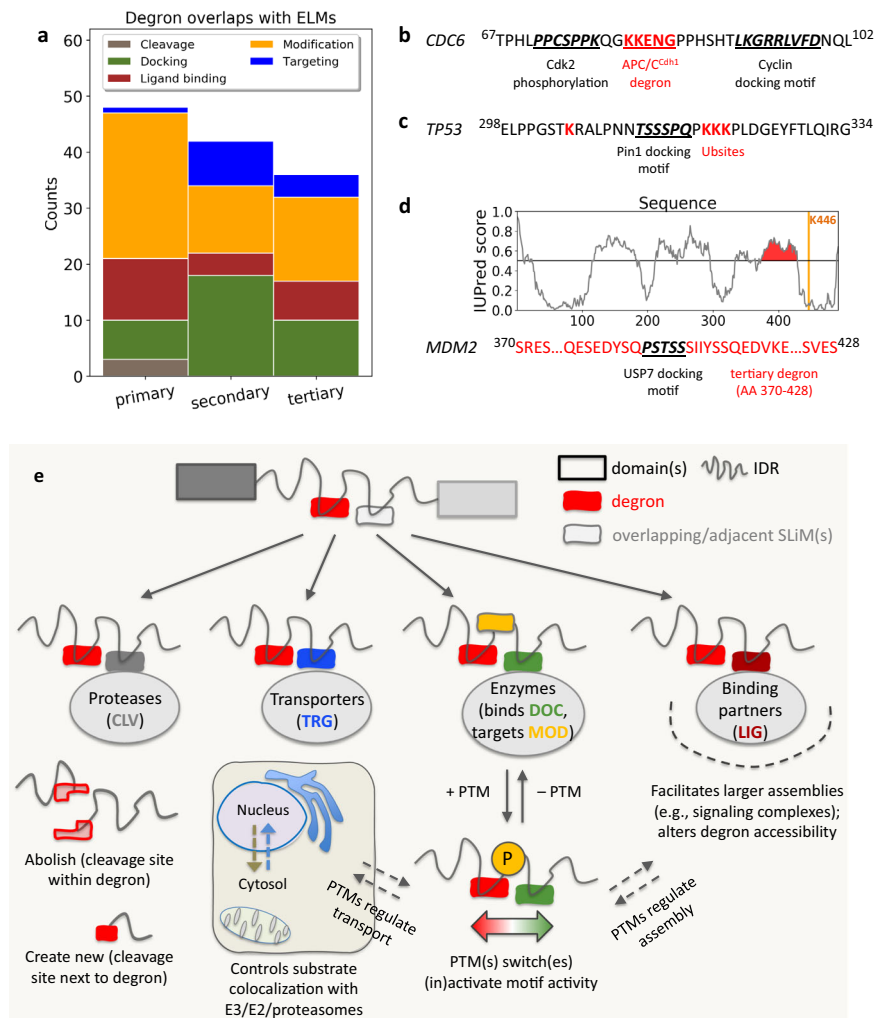 a
Degron overlaps with ELMs
60
50
40
30
20
10
0
Counts
Cleavage
Docking
Ligand binding
Modification
Targeting
primary
secondary
tertiary
b
CDC6
67TPHLPPCSPPKQGKKENGPPHSHTLKGRRLVFDNQL102
Cdk2
phosphorylation
APC/CCdh1
degron
Cyclin
docking motif
c
TP53
298ELPPGSTKRALPNNTSSSPQPKKKPLDGEYFTLQIRG334
Pin1 docking
motif
Ubsites
d
Sequence
K446
IUPred score
1.0
0.8
0.6
0.4
0.2
0.0
100
200
300
400
MDM2
370SRES...QESEDYSQPSTSSSIIYSSQEDVKE...SVES428
USP7 docking
motif
tertiary degron
(AA 370-428)
e
domain(s)
IDR
degron
overlapping/adjacent SLiM(s)
Proteases
(CLV)
Transporters
(TRG)
Enzymes
(binds DOC,
targets MOD)
Binding
partners
(LIG)
Abolish (cleavage site
within degron)
Create new (cleavage
site next to degron)
Nucleus
Cytosol
Controls substrate
colocalization with
E3/E2/proteasomes
PTMs regulate
transport
+ PTM
– PTM
P
PTM(s) switch(es)
(in)activate motif activity
PTMs regulate
assembly
Facilitates larger assemblies
(e.g., signaling complexes);
alters degron accessibility